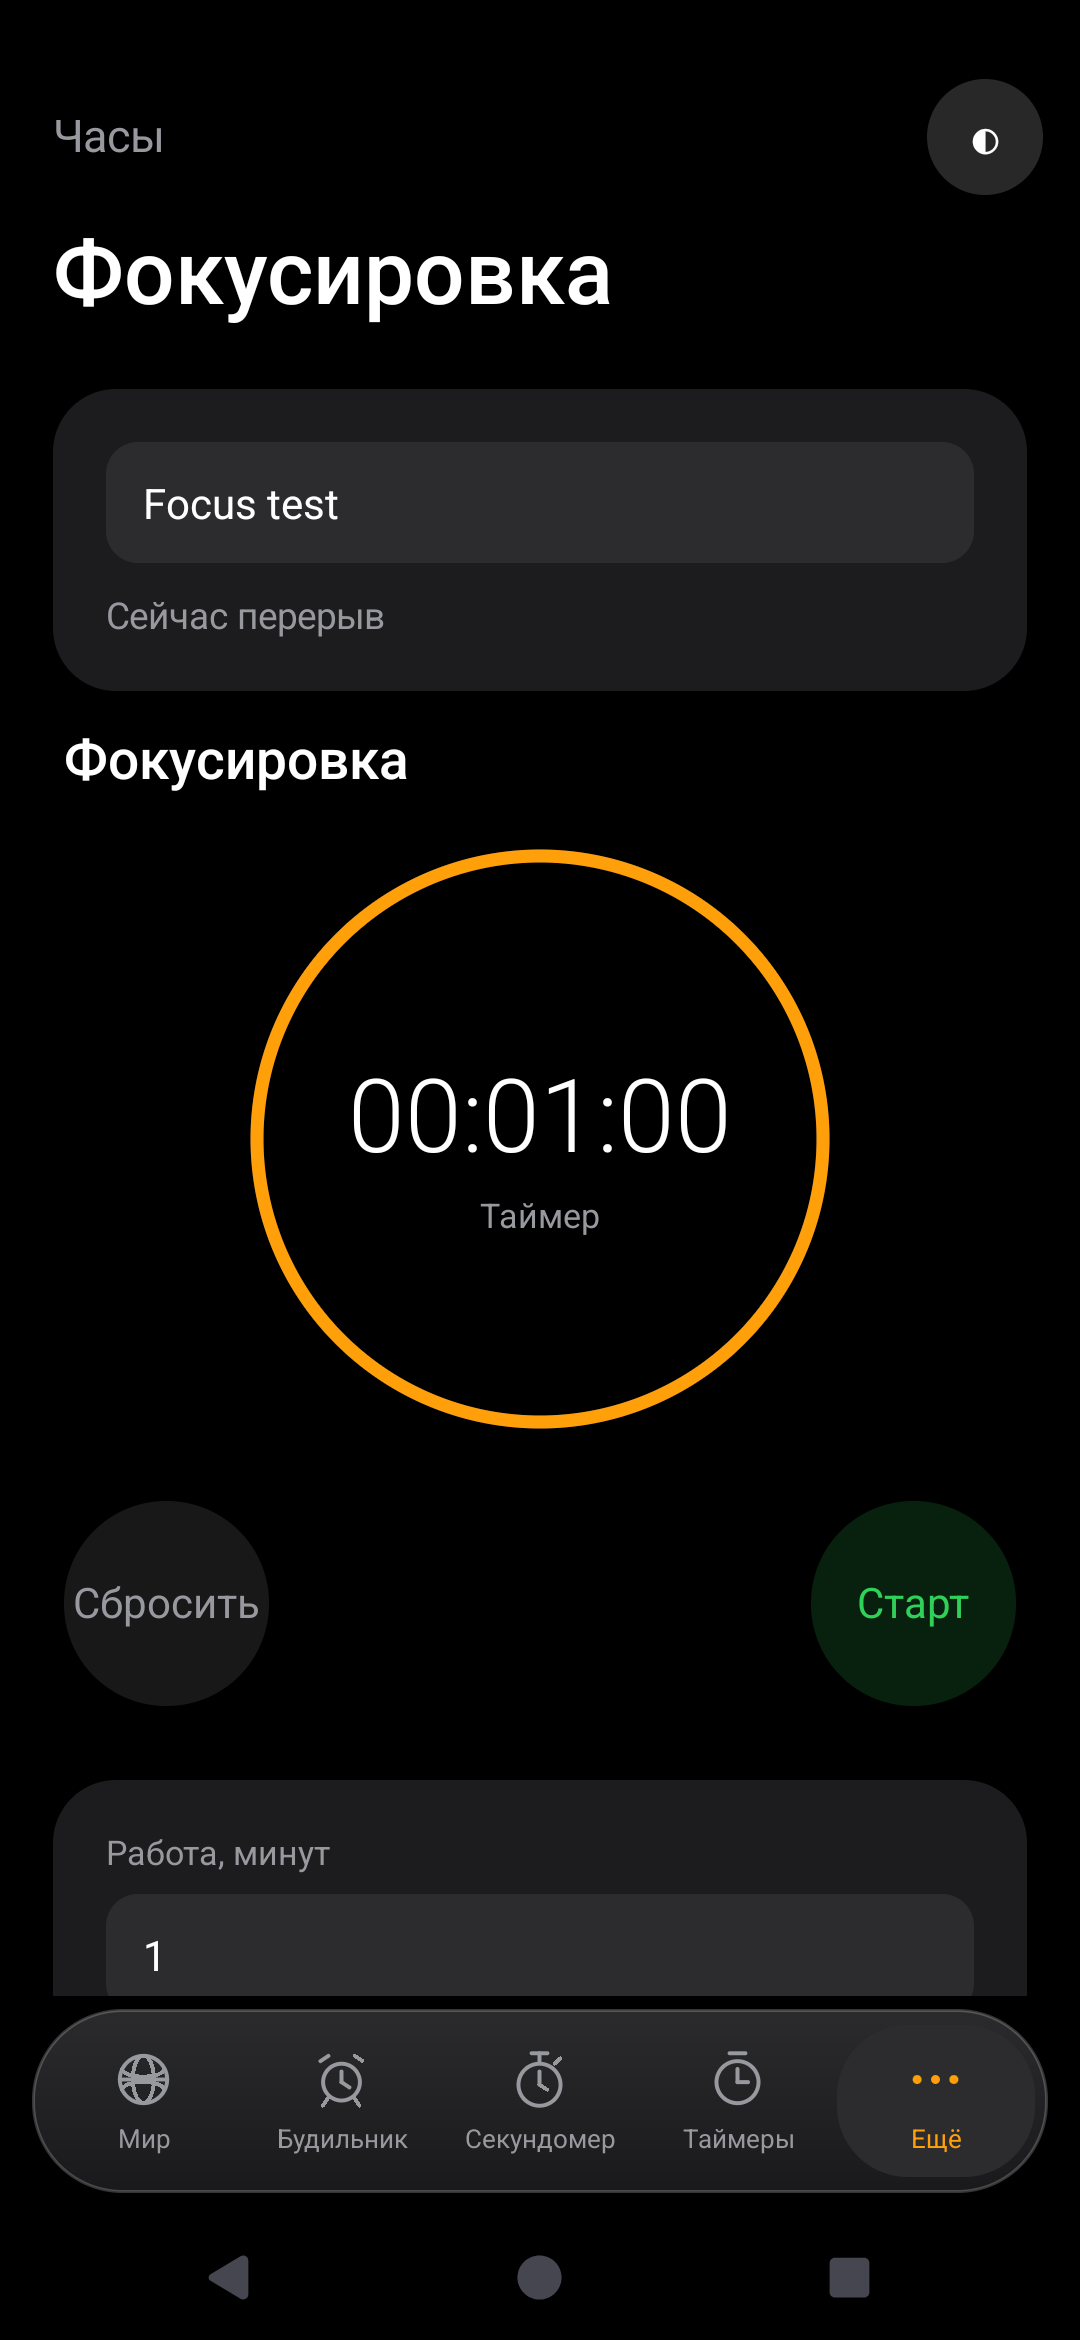 Часы
Фокусировка
Focus test
Сейчас перерыв
Фокусировка
00:01:00
Таймер
Сбросить
Старт
Работа, минут
1
Мир
Будильник
Секундомер
Таймеры
Ещё